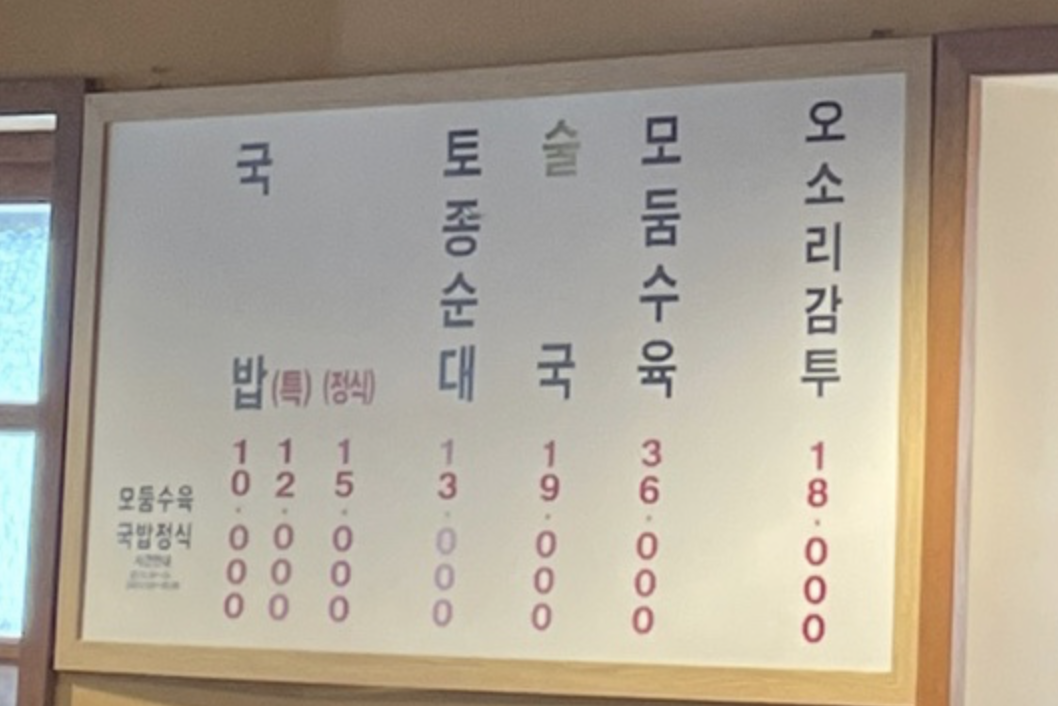 국밥 10.000
(특) 12.000
(정식) 15.000
토종순대 13.000
술국 19.000
모둠수육 36.000
오소리감투 18.000
모둠수육
국밥정식